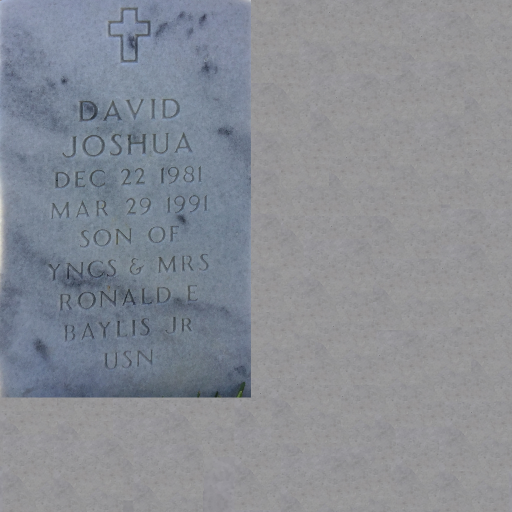 DAVID
JOSHUA
DEC 22 1981
MAR 29 1991
SON OF
YNCS & MRS
RONALD E
BAYLIS JR
USN